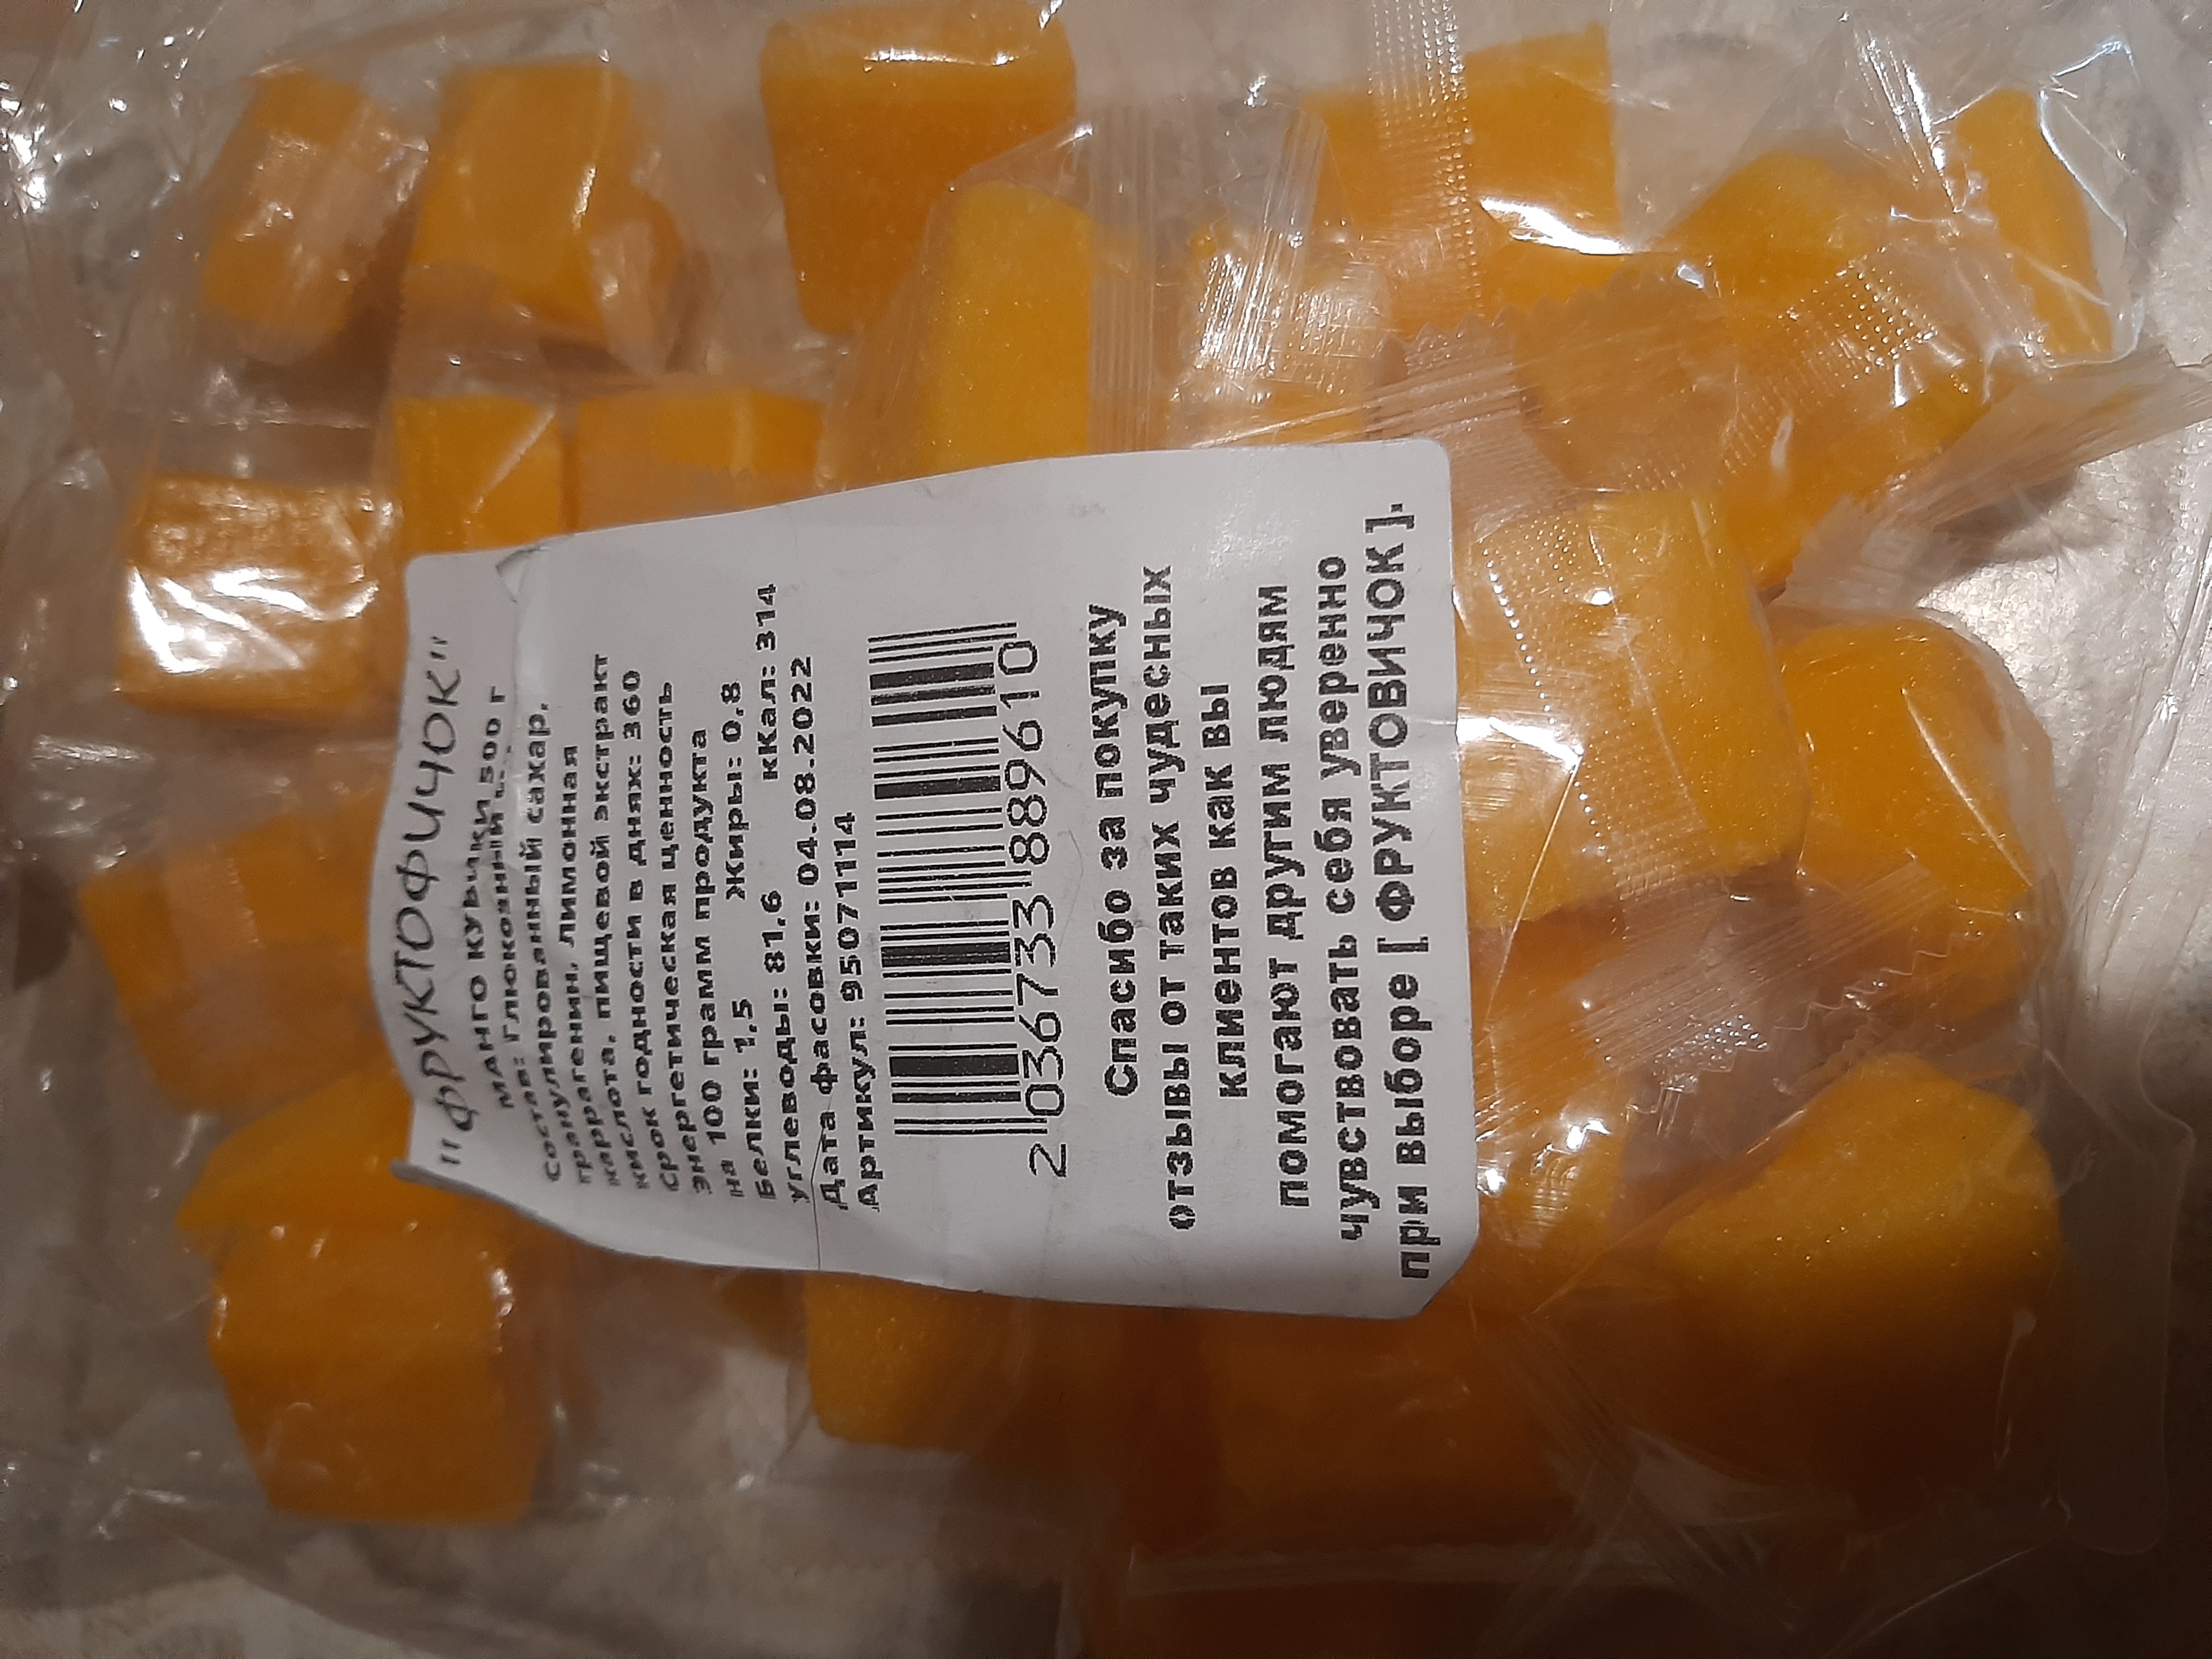 "ФРУКТОФИЧОК"
МАНГО КУБИКИ 500 г
Состав: Глюкозный
гранулированный сахар,
каррагенин, лимонная
кислота, пищевой экстракт
Срок годности в днях: 360
Энергетическая ценность
на 100 грамм продукта
Белки: 1,5 Жиры: 0,8
Углеводы: 81,6 кКал: 314
Дата фасовки: 04.08.2022
Артикул: 95071114
2 036733 889610
Спасибо за покупку
отзывы от таких чудесных
клиентов как вы
помогают другим людям
чувствовать себя уверенно
при выборе [ ФРУКТОВИЧОК ].